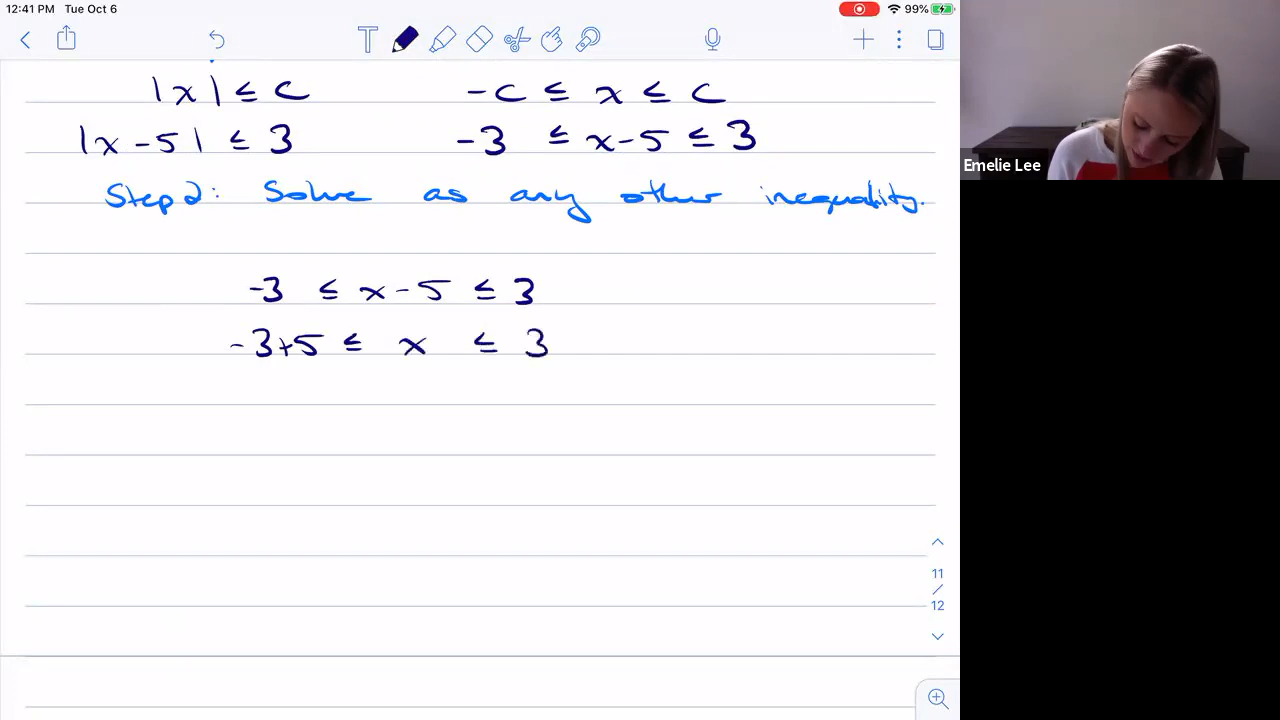 12:41 PM Tue Oct 6 99%
|x| ≤ c -c ≤ x ≤ c
|x - 5| ≤ 3 -3 ≤ x-5 ≤ 3
Step 2: Solve as any other inequality.
-3 ≤ x - 5 ≤ 3
-3+5 ≤ x ≤ 3
Emelie Lee
11
/
12